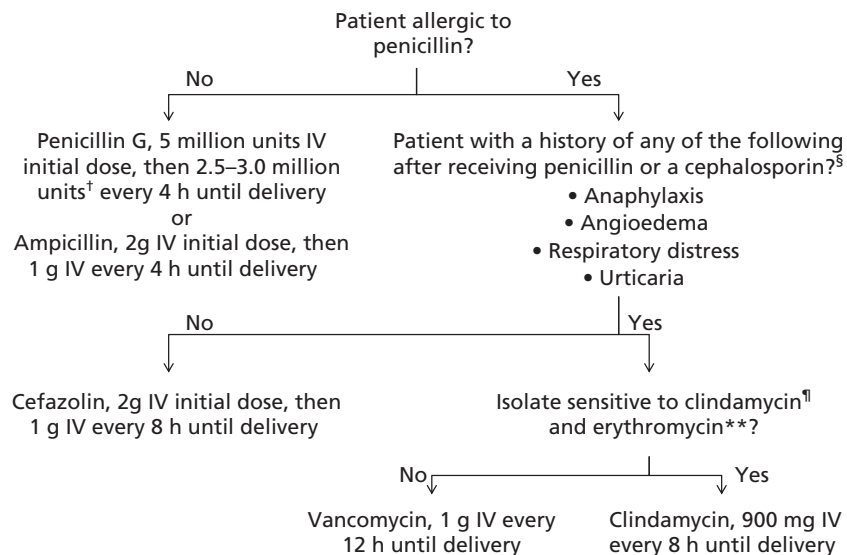 Patient allergic to
penicillin?
No
Yes
Penicillin G, 5 million units IV
initial dose, then 2.5–3.0 million
units† every 4 h until delivery
or
Ampicillin, 2g IV initial dose, then
1 g IV every 4 h until delivery
Patient with a history of any of the following
after receiving penicillin or a cephalosporin?§
• Anaphylaxis
• Angioedema
• Respiratory distress
• Urticaria
No
Yes
Cefazolin, 2g IV initial dose, then
1 g IV every 8 h until delivery
Isolate sensitive to clindamycin¶
and erythromycin**?
No
Yes
Vancomycin, 1 g IV every
12 h until delivery
Clindamycin, 900 mg IV
every 8 h until delivery